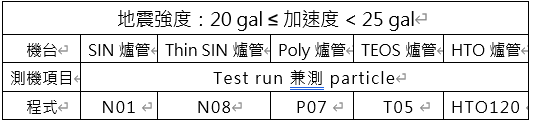 地震強度：20 gal ≤ 加速度 < 25 gal
機台 SIN 爐管 Thin SIN 爐管 Poly 爐管 TEOS 爐管 HTO 爐管
測機項目 Test run 兼測 particle
程式 N01 N08 P07 T05 HTO120